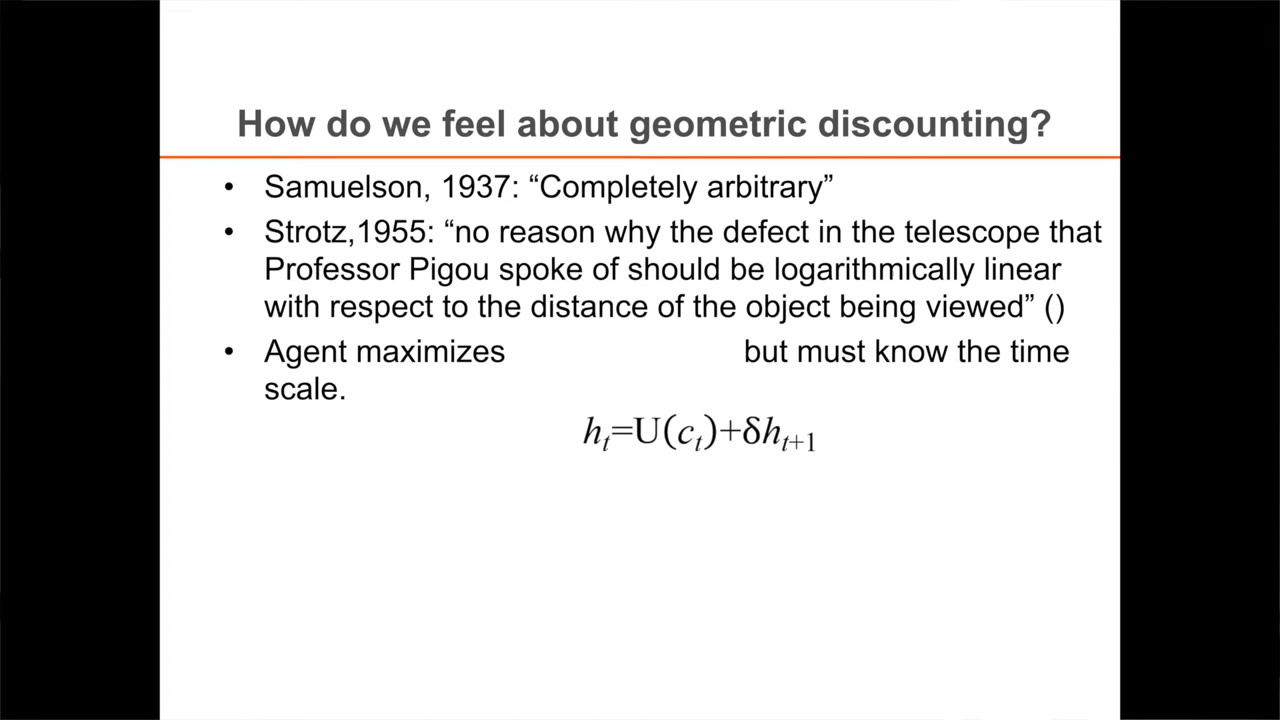 How do we feel about geometric discounting?
• Samuelson, 1937: “Completely arbitrary”
• Strotz,1955: “no reason why the defect in the telescope that
Professor Pigou spoke of should be logarithmically linear
with respect to the distance of the object being viewed” ()
• Agent maximizes but must know the time
scale.
hₜ=U(cₜ)+δhₜ₊₁